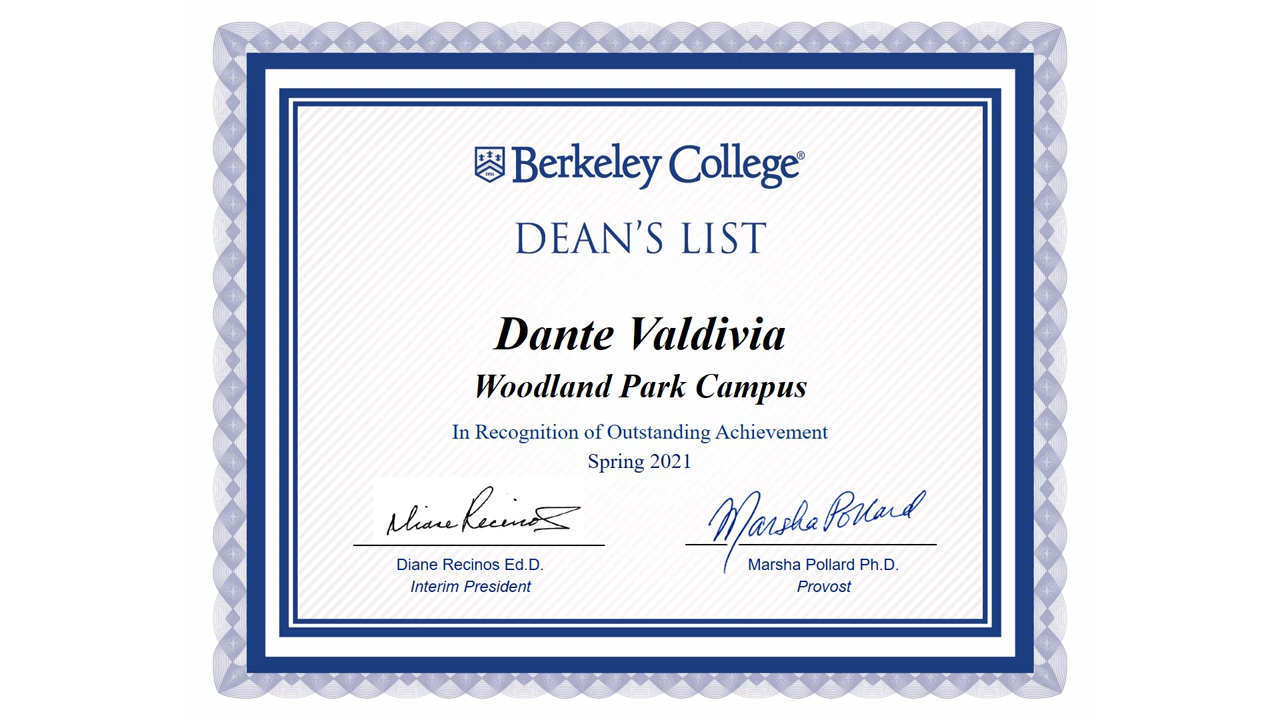 Berkeley College®
DEAN'S LIST
Dante Valdivia
Woodland Park Campus
In Recognition of Outstanding Achievement
Spring 2021
Diane Recinos
Marsha Pollard
Diane Recinos Ed.D.
Marsha Pollard Ph.D.
Interim President
Provost